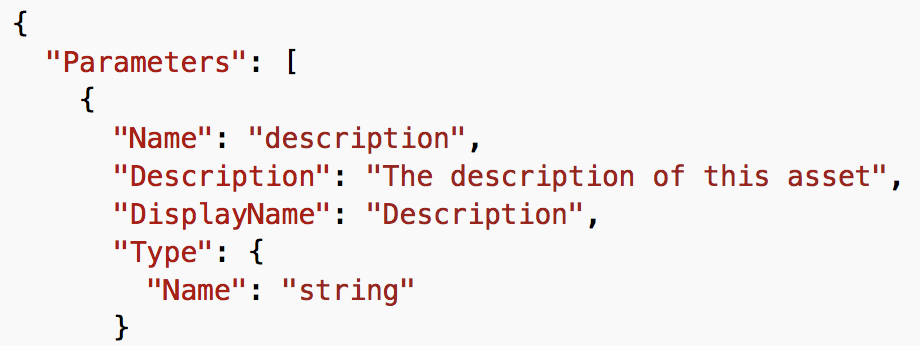 {
  "Parameters": [
    {
      "Name": "description",
      "Description": "The description of this asset",
      "DisplayName": "Description",
      "Type": {
        "Name": "string"
      }